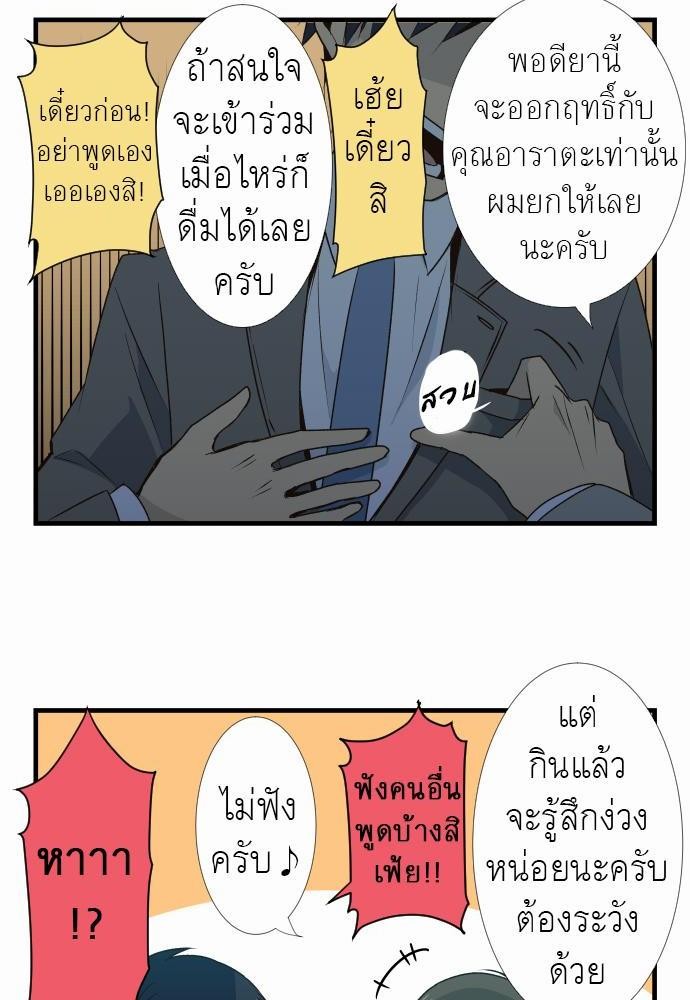 พอดียานี้
จะออกฤทธิ์กับ
คุณอาราตะเท่านั้น
ผมยกให้เลย
นะครับ
เฮ้ย
เดี๋ยว
สิ
ถ้าสนใจ
จะเข้าร่วม
เมื่อไหร่ก็
ดื่มได้เลย
ครับ
เดี๋ยวก่อน!
อย่าพูดเอง
เออเองสิ!
สวบ
แต่
กินแล้ว
จะรู้สึกง่วง
หน่อยนะครับ
ต้องระวัง
ด้วย
ฟังคนอื่น
พูดบ้างสิ
เฟ้ย!!
ไม่ฟัง
ครับ♪
หาาา
!?